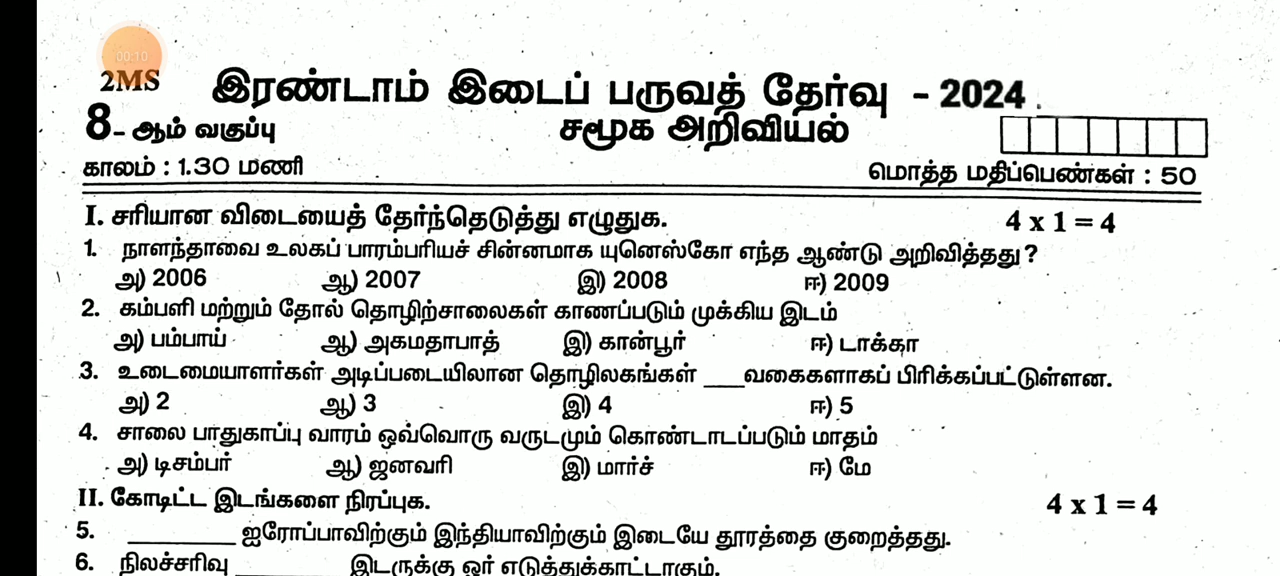 00:10
2MS
இரண்டாம் இடைப் பருவத் தேர்வு - 2024
8- ஆம் வகுப்பு
சமூக அறிவியல்
காலம் : 1.30 மணி
மொத்த மதிப்பெண்கள் : 50
I. சரியான விடையைத் தேர்ந்தெடுத்து எழுதுக. 4 x 1 = 4
1. நாளந்தாவை உலகப் பாரம்பரியச் சின்னமாக யுனெஸ்கோ எந்த ஆண்டு அறிவித்தது ?
அ) 2006 ஆ) 2007 இ) 2008 ஈ) 2009
2. கம்பளி மற்றும் தோல் தொழிற்சாலைகள் காணப்படும் முக்கிய இடம்
அ) பம்பாய் ஆ) அகமதாபாத் இ) கான்பூர் ஈ) டாக்கா
3. உடைமையாளர்கள் அடிப்படையிலான தொழிலகங்கள் ___வகைகளாகப் பிரிக்கப்பட்டுள்ளன.
அ) 2 ஆ) 3 இ) 4 ஈ) 5
4. சாலை பாதுகாப்பு வாரம் ஒவ்வொரு வருடமும் கொண்டாடப்படும் மாதம்
அ) டிசம்பர் ஆ) ஜனவரி இ) மார்ச் ஈ) மே
II. கோடிட்ட இடங்களை நிரப்புக. 4 x 1 = 4
5. ________ ஐரோப்பாவிற்கும் இந்தியாவிற்கும் இடையே தூரத்தை குறைத்தது.
6. நிலச்சரிவு ________ இடருக்கு ஓர் எடுத்துக்காட்டாகும்.